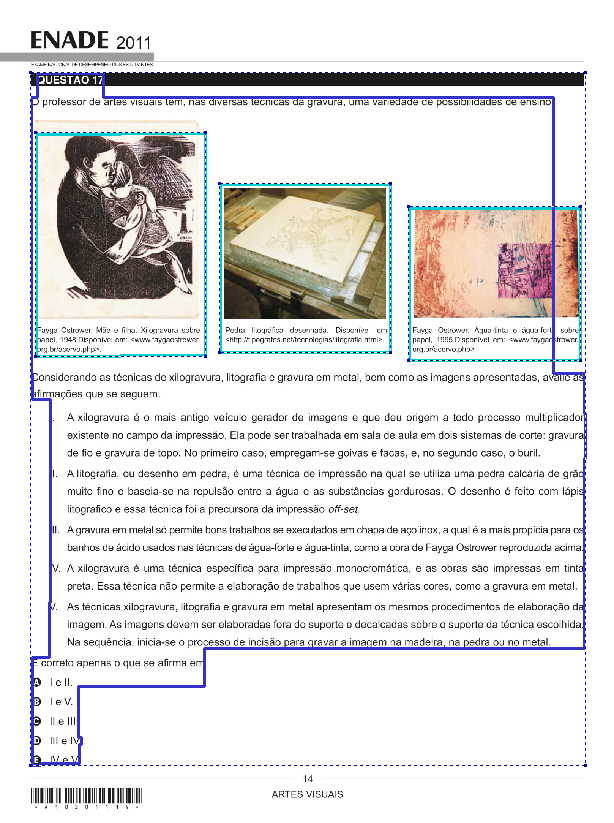 ENADE 2011
EXAME NACIONAL DE DESEMPENHO DOS ESTUDANTES
QUESTÃO 17
O professor de artes visuais tem, nas diversas técnicas da gravura, uma variedade de possibilidades de ensino.
Fayga Ostrower. Mãe e filha. Xilogravura sobre
papel, 1948.Disponível em: <www.faygaostrower.
org.br/acervo.php>.
Pedra litográfica desenhada. Disponível em
<http://tipografos.net/tecnologias/litografia.html>.
Fayga Ostrower. Água-tinta e água-forte sobre
papel, 1995.Disponível em: <www.faygaostrower.
org.br/acervo.php>
Considerando as técnicas de xilogravura, litografia e gravura em metal, bem como as imagens apresentadas, avalie as
afirmações que se seguem.
I. A xilogravura é o mais antigo veículo gerador de imagens e que deu origem a todo processo multiplicador
existente no campo da impressão. Ela pode ser trabalhada em sala de aula em dois sistemas de corte: gravura
de fio e gravura de topo. No primeiro caso, empregam-se goivas e facas, e, no segundo caso, o buril.
II. A litografia, ou desenho em pedra, é uma técnica de impressão na qual se utiliza uma pedra calcária de grão
muito fino e baseia-se na repulsão entre a água e as substâncias gordurosas. O desenho é feito com lápis
litográfico e essa técnica foi a precursora da impressão off-set.
III. A gravura em metal só permite bons trabalhos se executados em chapa de aço inox, a qual é a mais propícia para os
banhos de ácido usados nas técnicas de água-forte e água-tinta, como a obra de Fayga Ostrower reproduzida acima.
IV. A xilogravura é uma técnica específica para impressão monocromática, e as obras são impressas em tinta
preta. Essa técnica não permite a elaboração de trabalhos que usem várias cores, como a gravura em metal.
V. As técnicas xilogravura, litografia e gravura em metal apresentam os mesmos procedimentos de elaboração da
imagem. As imagens devem ser elaboradas fora do suporte e decalcadas sobre o suporte da técnica escolhida.
Na sequência, inicia-se o processo de incisão para gravar a imagem na madeira, na pedra ou no metal.
É correto apenas o que se afirma em
A I e II.
B I e V.
C II e III.
D III e IV.
E IV e V.
14
ARTES VISUAIS